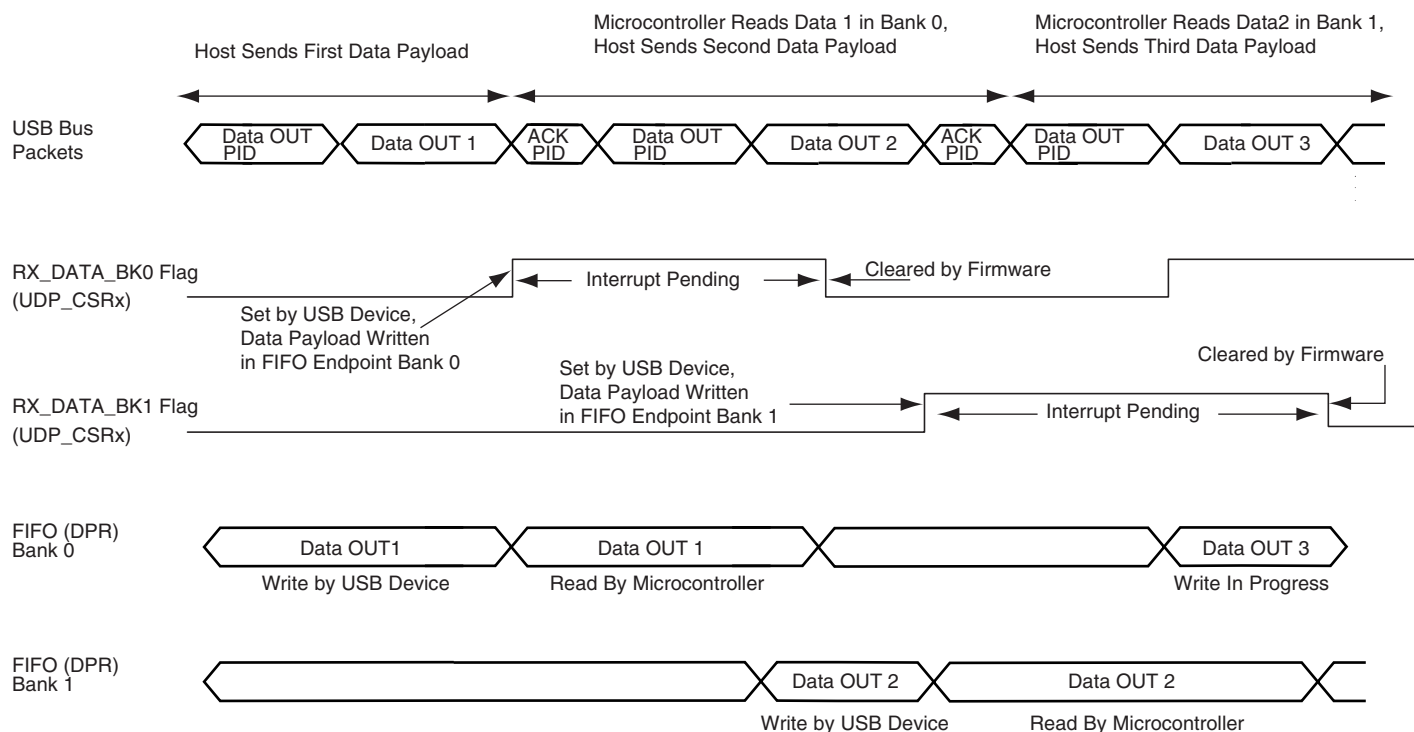 Host Sends First Data Payload
Microcontroller Reads Data 1 in Bank 0,
Host Sends Second Data Payload
Microcontroller Reads Data2 in Bank 1,
Host Sends Third Data Payload
USB Bus
Packets
Data OUT
PID
Data OUT 1
ACK
PID
Data OUT
PID
Data OUT 2
ACK
PID
Data OUT
PID
Data OUT 3
RX_DATA_BK0 Flag
(UDP_CSRx)
Interrupt Pending
Cleared by Firmware
Set by USB Device,
Data Payload Written
in FIFO Endpoint Bank 0
RX_DATA_BK1 Flag
(UDP_CSRx)
Set by USB Device,
Data Payload Written
in FIFO Endpoint Bank 1
Interrupt Pending
Cleared by Firmware
FIFO (DPR)
Bank 0
Data OUT1
Data OUT 1
Data OUT 3
Write by USB Device
Read By Microcontroller
Write In Progress
FIFO (DPR)
Bank 1
Data OUT 2
Data OUT 2
Write by USB Device
Read By Microcontroller